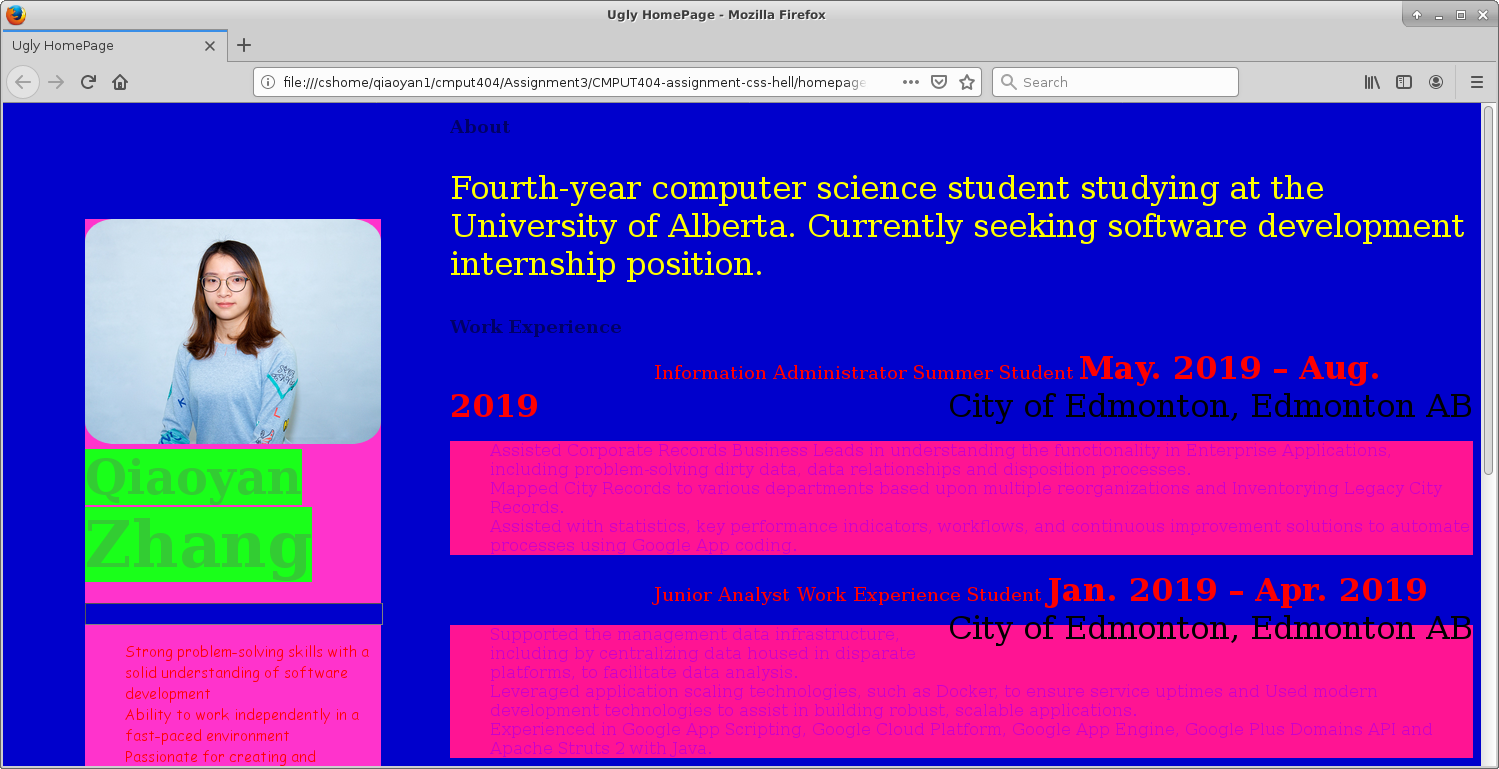 Ugly HomePage - Mozilla Firefox
Ugly HomePage
file:///cshome/qiaoyan1/cmput404/Assignment3/CMPUT404-assignment-css-hell/homepage
Search
About
Fourth-year computer science student studying at the
University of Alberta. Currently seeking software development
internship position.
Work Experience
Information Administrator Summer Student May. 2019 – Aug.
2019 City of Edmonton, Edmonton AB
Assisted Corporate Records Business Leads in understanding the functionality in Enterprise Applications,
including problem-solving dirty data, data relationships and disposition processes.
Mapped City Records to various departments based upon multiple reorganizations and Inventorying Legacy City
Records.
Assisted with statistics, key performance indicators, workflows, and continuous improvement solutions to automate
processes using Google App coding.
Junior Analyst Work Experience Student Jan. 2019 – Apr. 2019
City of Edmonton, Edmonton AB
Supported the management data infrastructure,
including by centralizing data housed in disparate
platforms, to facilitate data analysis.
Leveraged application scaling technologies, such as Docker, to ensure service uptimes and Used modern
development technologies to assist in building robust, scalable applications.
Experienced in Google App Scripting, Google Cloud Platform, Google App Engine, Google Plus Domains API and
Apache Struts 2 with Java.
Qiaoyan
Zhang
Strong problem-solving skills with a
solid understanding of software
development
Ability to work independently in a
fast-paced environment
Passionate for creating and